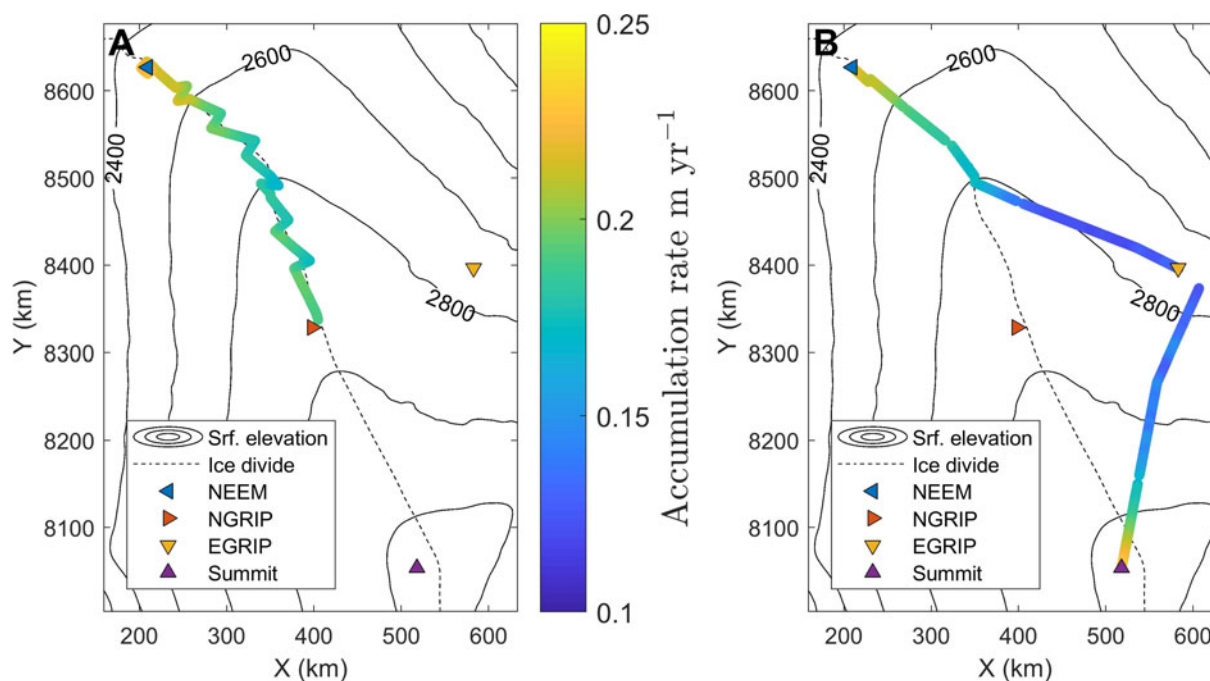 A
2600
2400
2800
8600
8500
8400
8300
8200
8100
Y (km)
Srf. elevation
Ice divide
NEEM
NGRIP
EGRIP
Summit
200 300 400 500 600
X (km)
0.25
0.2
0.15
0.1
Accumulation rate m yr⁻¹
B
2600
2400
2800
8600
8500
8400
8300
8200
8100
Y (km)
Srf. elevation
Ice divide
NEEM
NGRIP
EGRIP
Summit
200 300 400 500 600
X (km)